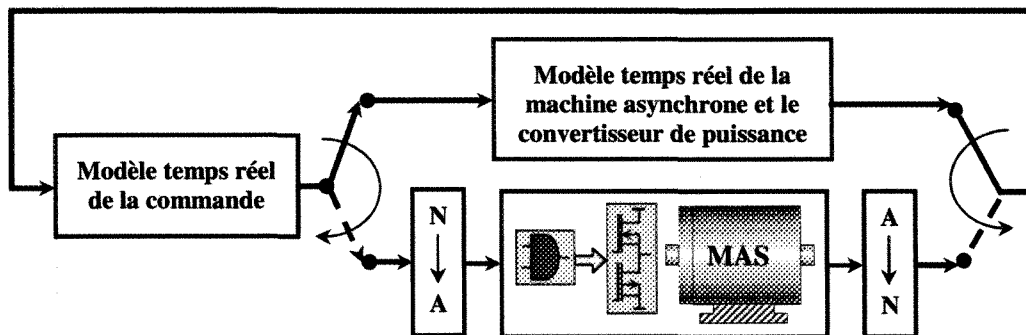 Modèle temps réel de la
machine asynchrone et le
convertisseur de puissance
Modèle temps réel
de la commande
N
A
MAS
A
N